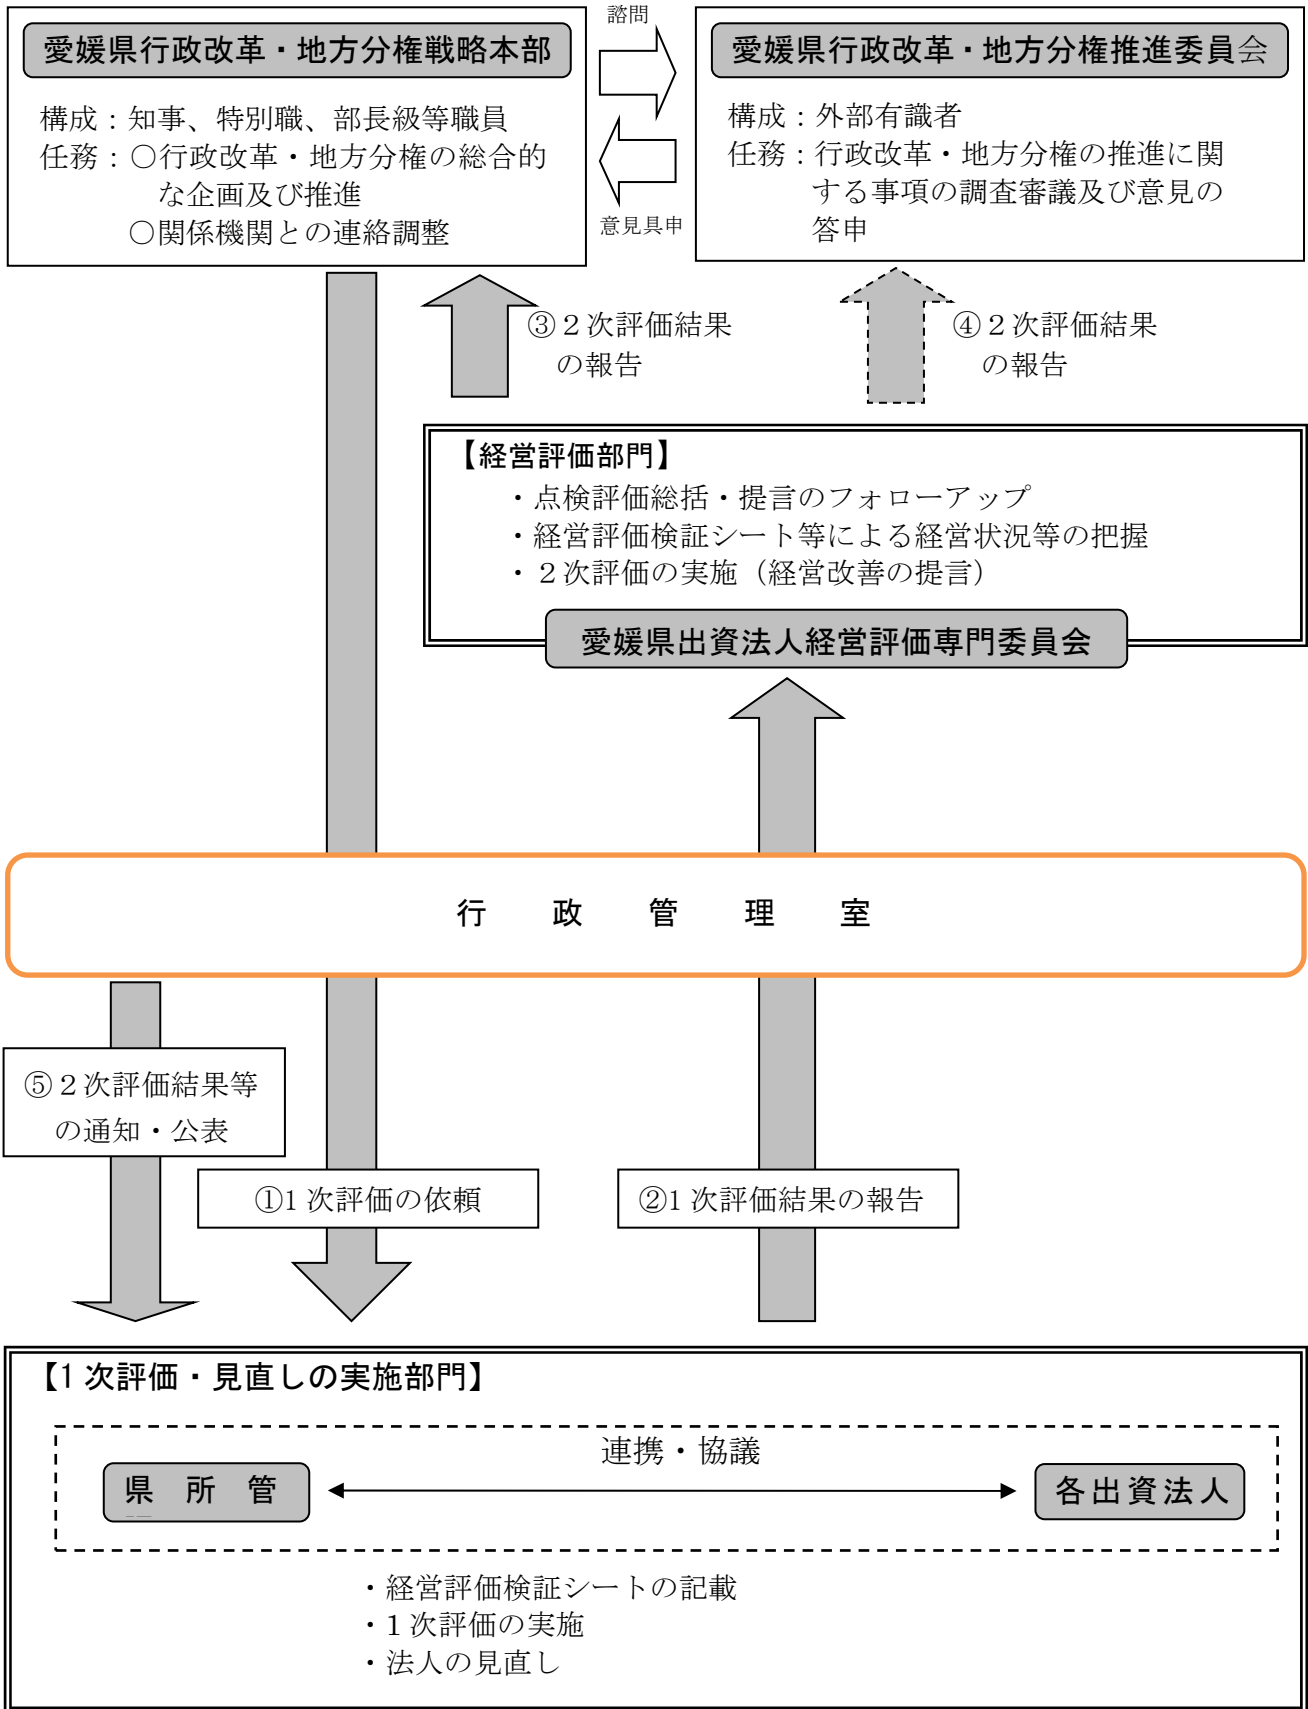 愛媛県行政改革・地方分権戦略本部
構成：知事、特別職、部長級等職員
任務：○行政改革・地方分権の総合的
な企画及び推進
○関係機関との連絡調整
諮問
意見具申
愛媛県行政改革・地方分権推進委員会
構成：外部有識者
任務：行政改革・地方分権の推進に関
する事項の調査審議及び意見の
答申
③２次評価結果
の報告
④２次評価結果
の報告
【経営評価部門】
・点検評価総括・提言のフォローアップ
・経営評価検証シート等による経営状況等の把握
・２次評価の実施（経営改善の提言）
愛媛県出資法人経営評価専門委員会
行政管理室
⑤２次評価結果等
の通知・公表
①1 次評価の依頼
②1 次評価結果の報告
【1 次評価・見直しの実施部門】
連携・協議
県所管
各出資法人
・経営評価検証シートの記載
・1 次評価の実施
・法人の見直し